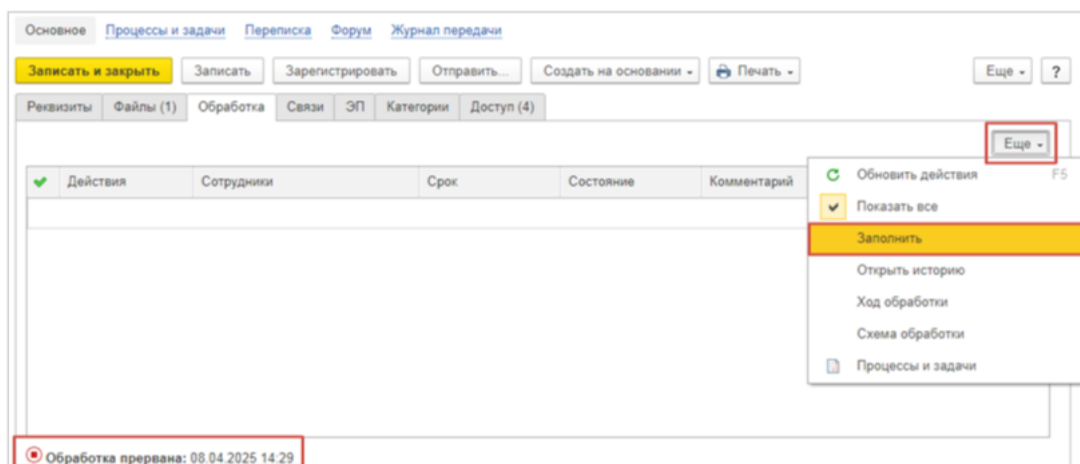 Основное Процессы и задачи Переписка Форум Журнал передачи
Записать и закрыть Записать Зарегистрировать Отправить... Создать на основании Печать Еще ?
Реквизиты Файлы (1) Обработка Связи ЭП Категории Доступ (4)
Еще
Действия Сотрудники Срок Состояние Комментарий
Обновить действия F5
Показать все
Заполнить
Открыть историю
Ход обработки
Схема обработки
Процессы и задачи
Обработка прервана: 08.04.2025 14:29